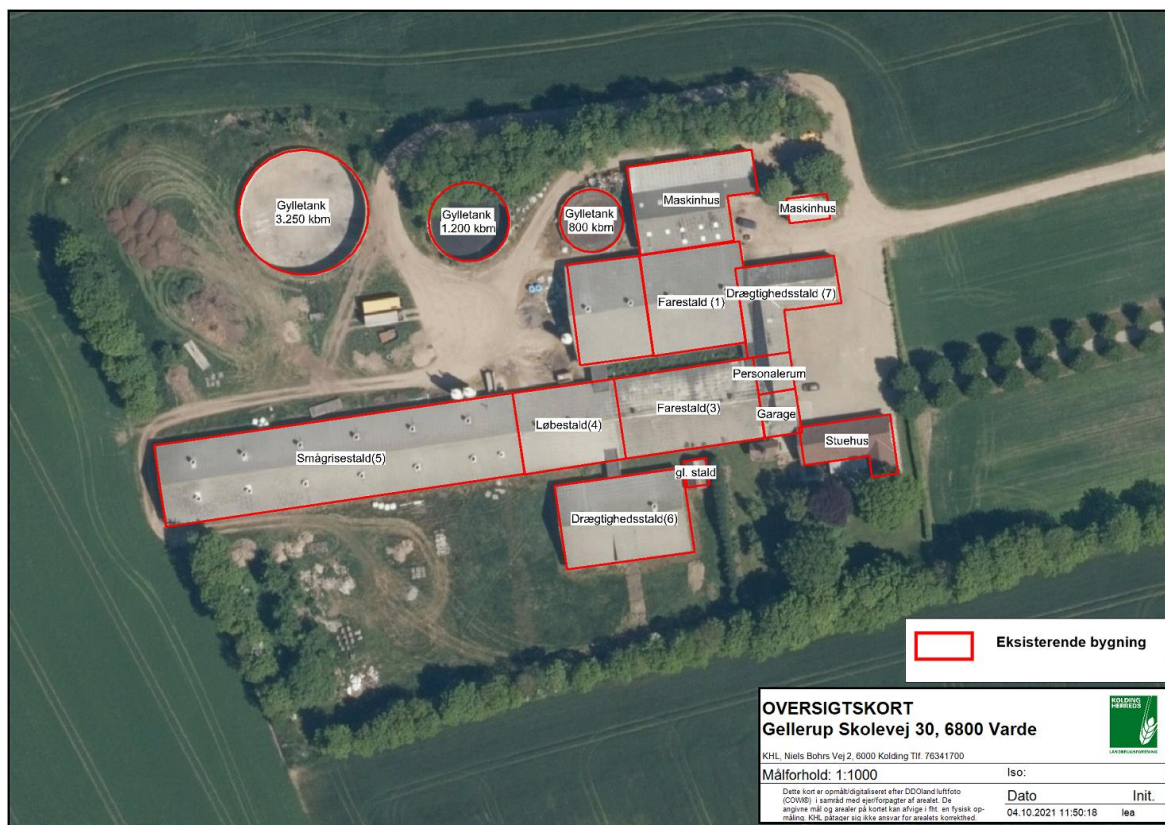 Gylletank
3.250 kbm
Gylletank
1.200 kbm
Gylletank
800 kbm
Maskinhus
Maskinhus
Farestald (1)
Drægtighedsstald (7)
Personalerum
Farestald(3)
Garage
Løbestald(4)
Stuehus
Smågrisestald(5)
gl. stald
Drægtighedsstald(6)
Eksisterende bygning
OVERSIGTSKORT
Gellerup Skolevej 30, 6800 Varde
KOLDING
HERREDS
LANDBRUGSFORENING
KHL, Niels Bohrs Vej 2, 6000 Kolding Tlf. 76341700
Målforhold: 1:1000
Iso:
Dette kort er opmålt/digitaliseret efter DDOland luftfoto
(COWI®) i samråd med ejer/forpagter af arealet. De
angivne mål og arealer på kortet kan afvige i fht. en fysisk op-
måling. KHL påtager sig ikke ansvar for arealets korrekthed.
Dato
Init.
04.10.2021 11:50:18
lea